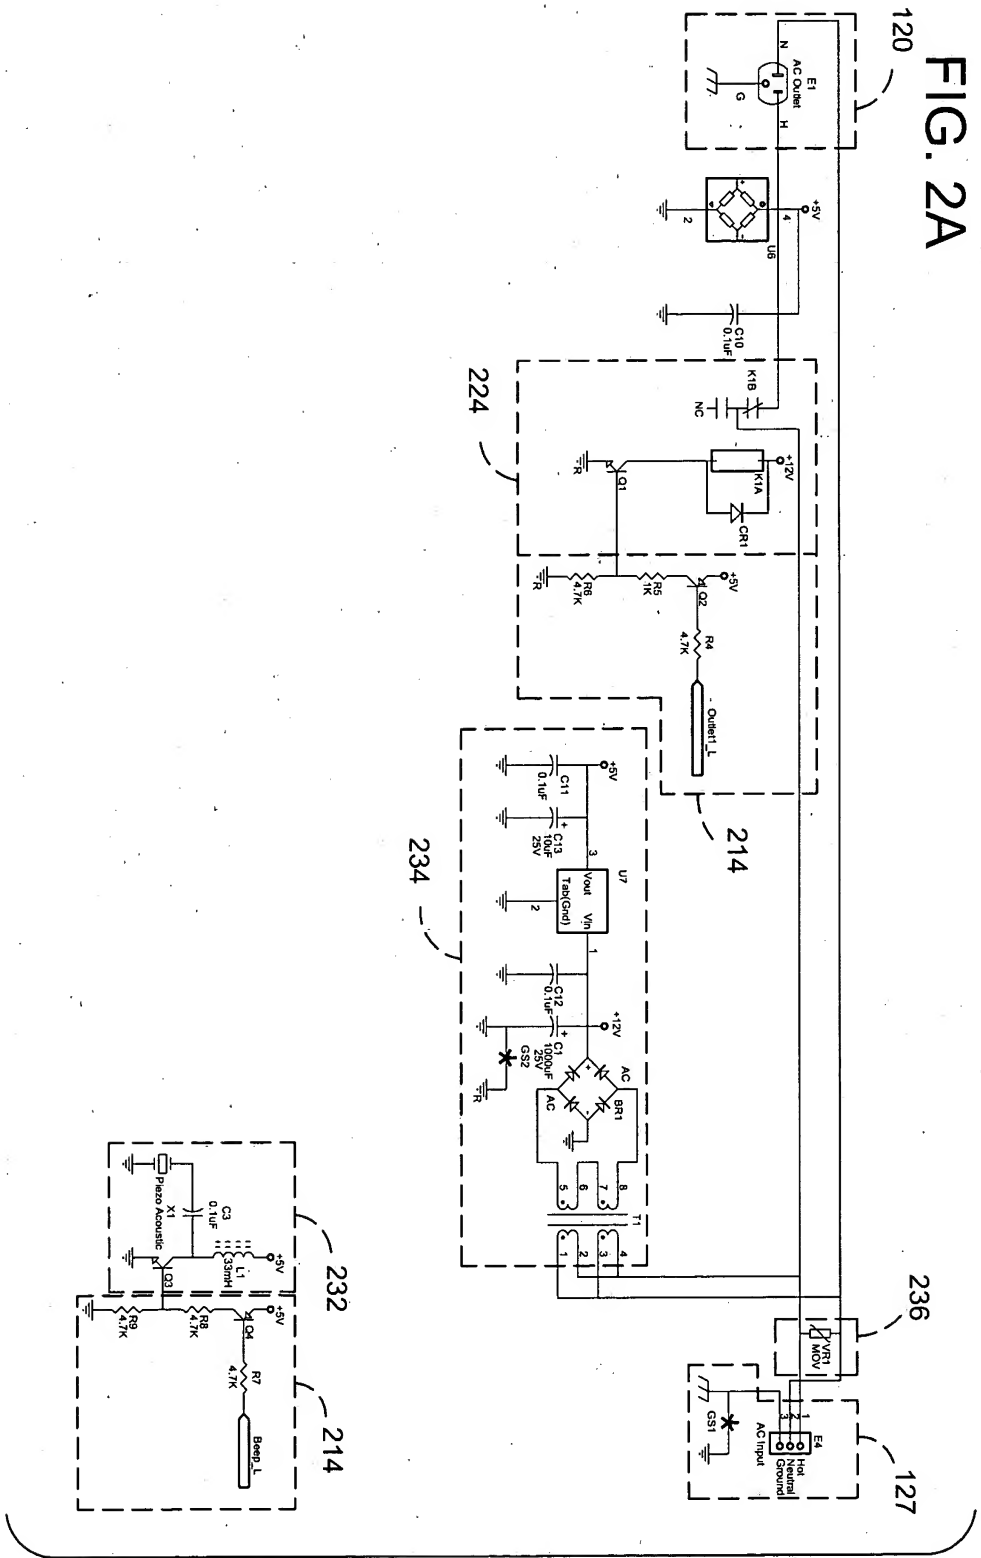 FIG. 2A
120
E1
AC Outlet
N
H
G
+5V
4
U6
2
C10
0.1uF
224
K1B
NC
+12V
K1A
CR1
Q1
R
+5V
Q2
R4
4.7K
Outlet1_L
R5
1K
R6
4.7K
R
214
234
+5V
C11
0.1uF
C13
10uF
25V
+
3
U7
Vout
Vin
Tab(Gnd)
2
1
C12
0.1uF
+12V
+
C1
1000uF
25V
GS2
R
AC
BR1
AC
+
-
8
7
6
5
T1
4
3
2
1
236
VR1
MOV
127
E4
1
2
3
Hot
Neutral
Ground
AC Input
GS1
232
+5V
L1
33mH
C3
0.1uF
X1
Piezo Acoustic
Q3
214
+5V
Q4
R7
4.7K
Beep_L
R8
4.7K
R9
4.7K